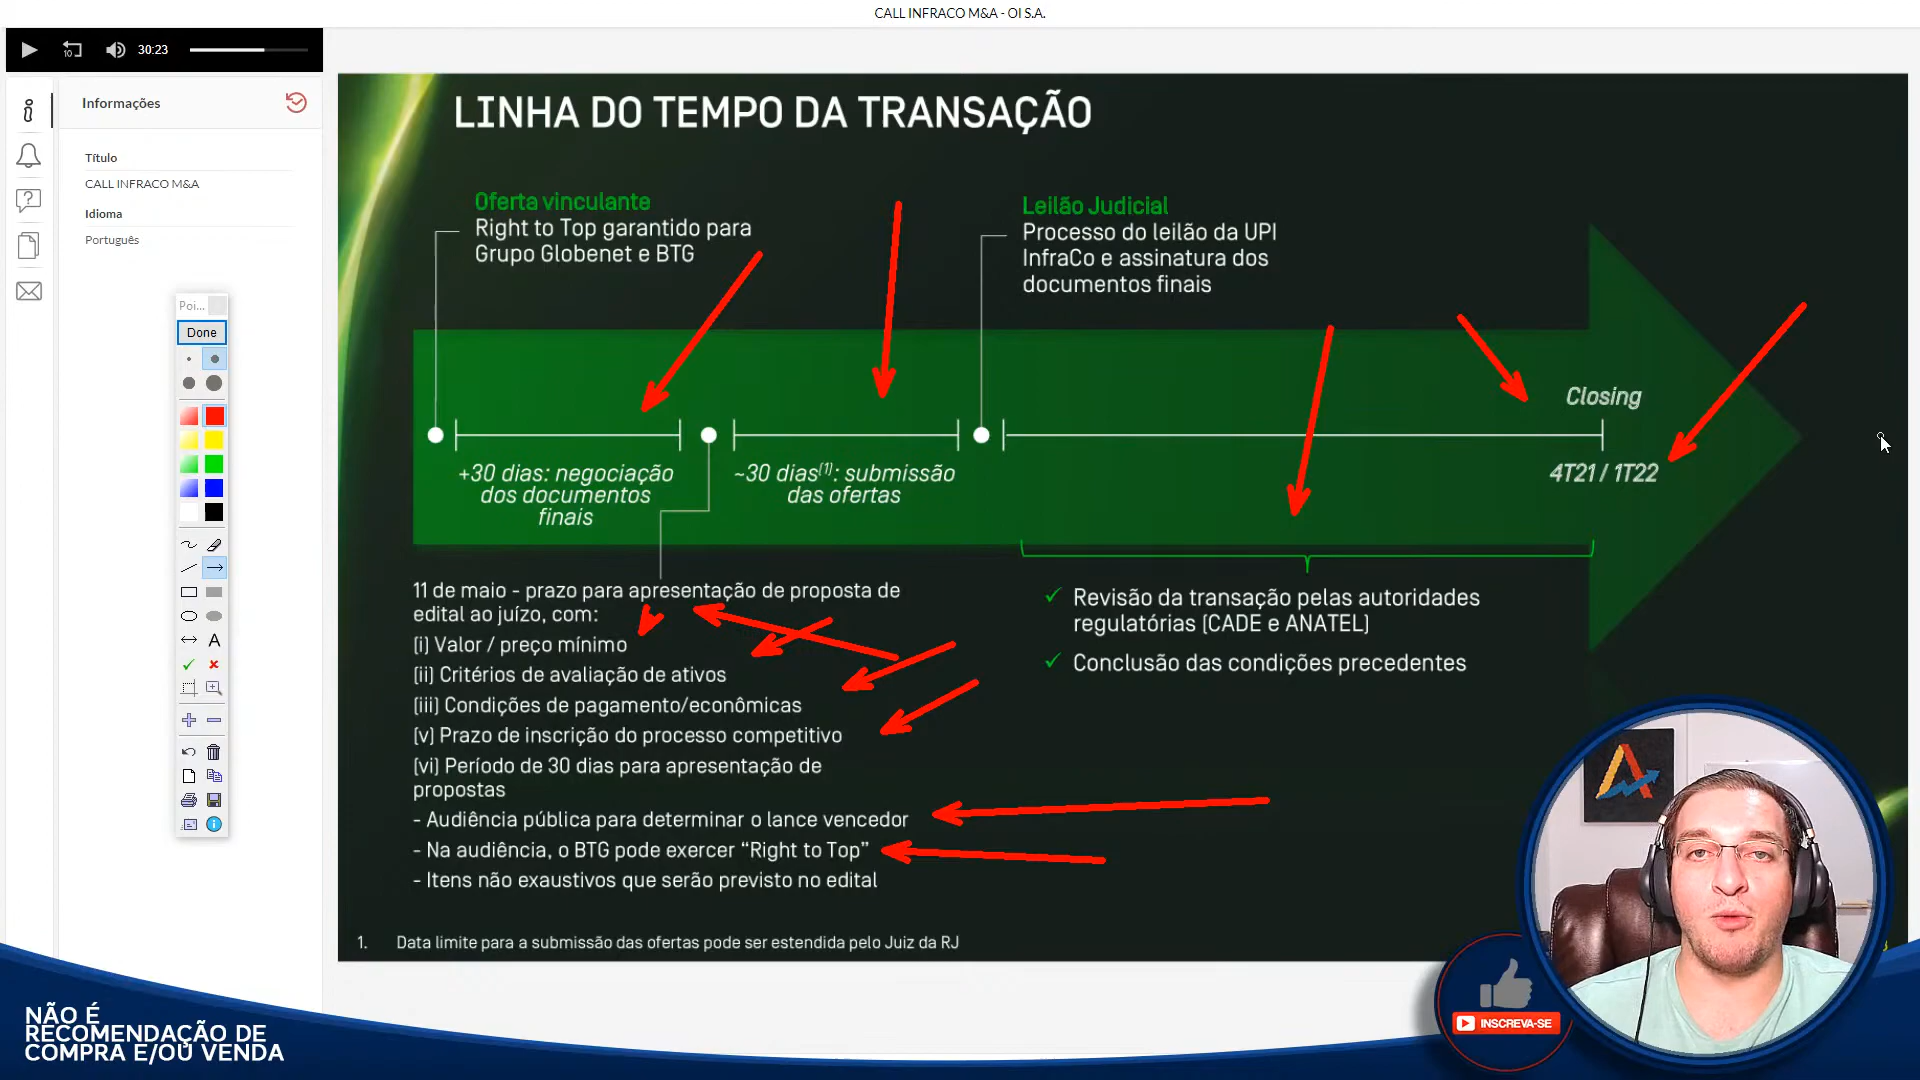 CALL INFRACO M&A - OI S.A.
10
30:23
Informações
Título
CALL INFRACO M&A
Idioma
Português
Poi...
Done
A
LINHA DO TEMPO DA TRANSAÇÃO
Oferta vinculante
Right to Top garantido para
Grupo Globenet e BTG
Leilão Judicial
Processo do leilão da UPI
InfraCo e assinatura dos
documentos finais
+30 dias: negociação
dos documentos
finais
~30 dias(1): submissão
das ofertas
Closing
4T21 / 1T22
11 de maio - prazo para apresentação de proposta de
edital ao juízo, com:
(i) Valor / preço mínimo
(ii) Critérios de avaliação de ativos
(iii) Condições de pagamento/econômicas
(v) Prazo de inscrição do processo competitivo
(vi) Período de 30 dias para apresentação de
propostas
- Audiência pública para determinar o lance vencedor
- Na audiência, o BTG pode exercer “Right to Top”
- Itens não exaustivos que serão previsto no edital
Revisão da transação pelas autoridades
regulatórias (CADE e ANATEL)
Conclusão das condições precedentes
1. Data limite para a submissão das ofertas pode ser estendida pelo Juiz da RJ
NÃO É
RECOMENDAÇÃO DE
COMPRA E/OU VENDA
INSCREVA-SE